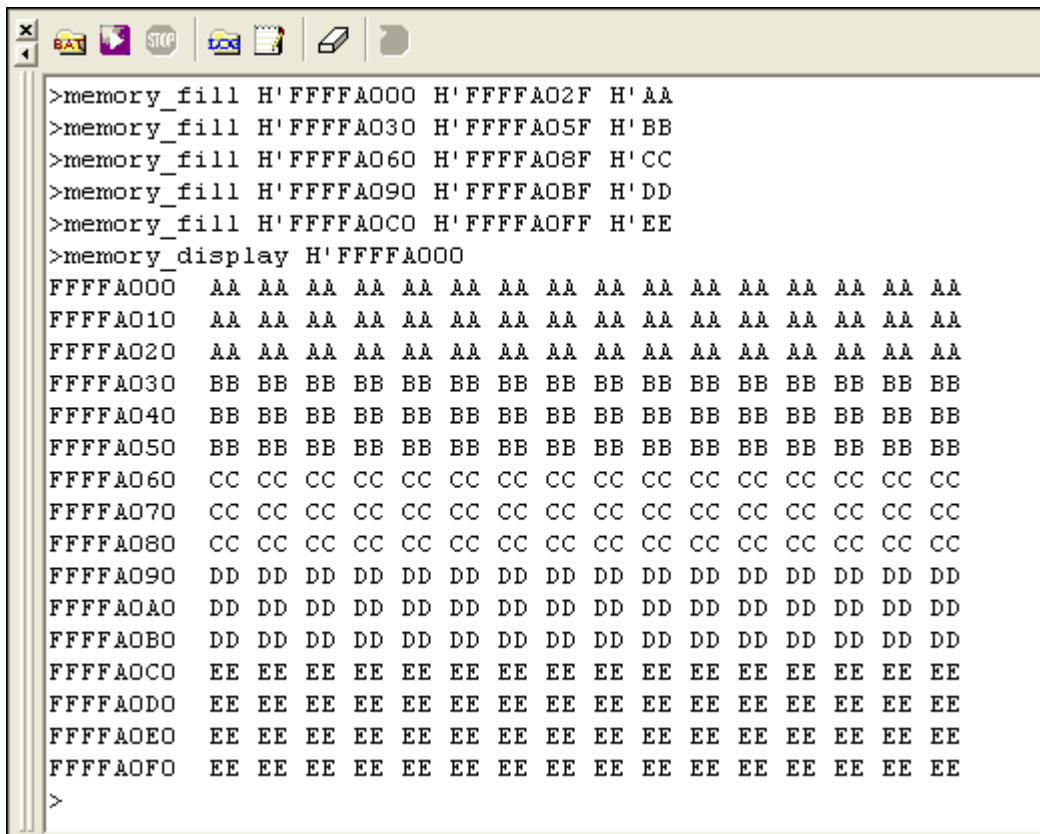 BAT STOP LOG
>memory_fill H'FFFFA000 H'FFFFA02F H'AA
>memory_fill H'FFFFA030 H'FFFFA05F H'BB
>memory_fill H'FFFFA060 H'FFFFA08F H'CC
>memory_fill H'FFFFA090 H'FFFFA0BF H'DD
>memory_fill H'FFFFA0C0 H'FFFFA0FF H'EE
>memory_display H'FFFFA000
FFFFA000 AA AA AA AA AA AA AA AA AA AA AA AA AA AA AA AA
FFFFA010 AA AA AA AA AA AA AA AA AA AA AA AA AA AA AA AA
FFFFA020 AA AA AA AA AA AA AA AA AA AA AA AA AA AA AA AA
FFFFA030 BB BB BB BB BB BB BB BB BB BB BB BB BB BB BB BB
FFFFA040 BB BB BB BB BB BB BB BB BB BB BB BB BB BB BB BB
FFFFA050 BB BB BB BB BB BB BB BB BB BB BB BB BB BB BB BB
FFFFA060 CC CC CC CC CC CC CC CC CC CC CC CC CC CC CC CC
FFFFA070 CC CC CC CC CC CC CC CC CC CC CC CC CC CC CC CC
FFFFA080 CC CC CC CC CC CC CC CC CC CC CC CC CC CC CC CC
FFFFA090 DD DD DD DD DD DD DD DD DD DD DD DD DD DD DD DD
FFFFA0A0 DD DD DD DD DD DD DD DD DD DD DD DD DD DD DD DD
FFFFA0B0 DD DD DD DD DD DD DD DD DD DD DD DD DD DD DD DD
FFFFA0C0 EE EE EE EE EE EE EE EE EE EE EE EE EE EE EE EE
FFFFA0D0 EE EE EE EE EE EE EE EE EE EE EE EE EE EE EE EE
FFFFA0E0 EE EE EE EE EE EE EE EE EE EE EE EE EE EE EE EE
FFFFA0F0 EE EE EE EE EE EE EE EE EE EE EE EE EE EE EE EE
>